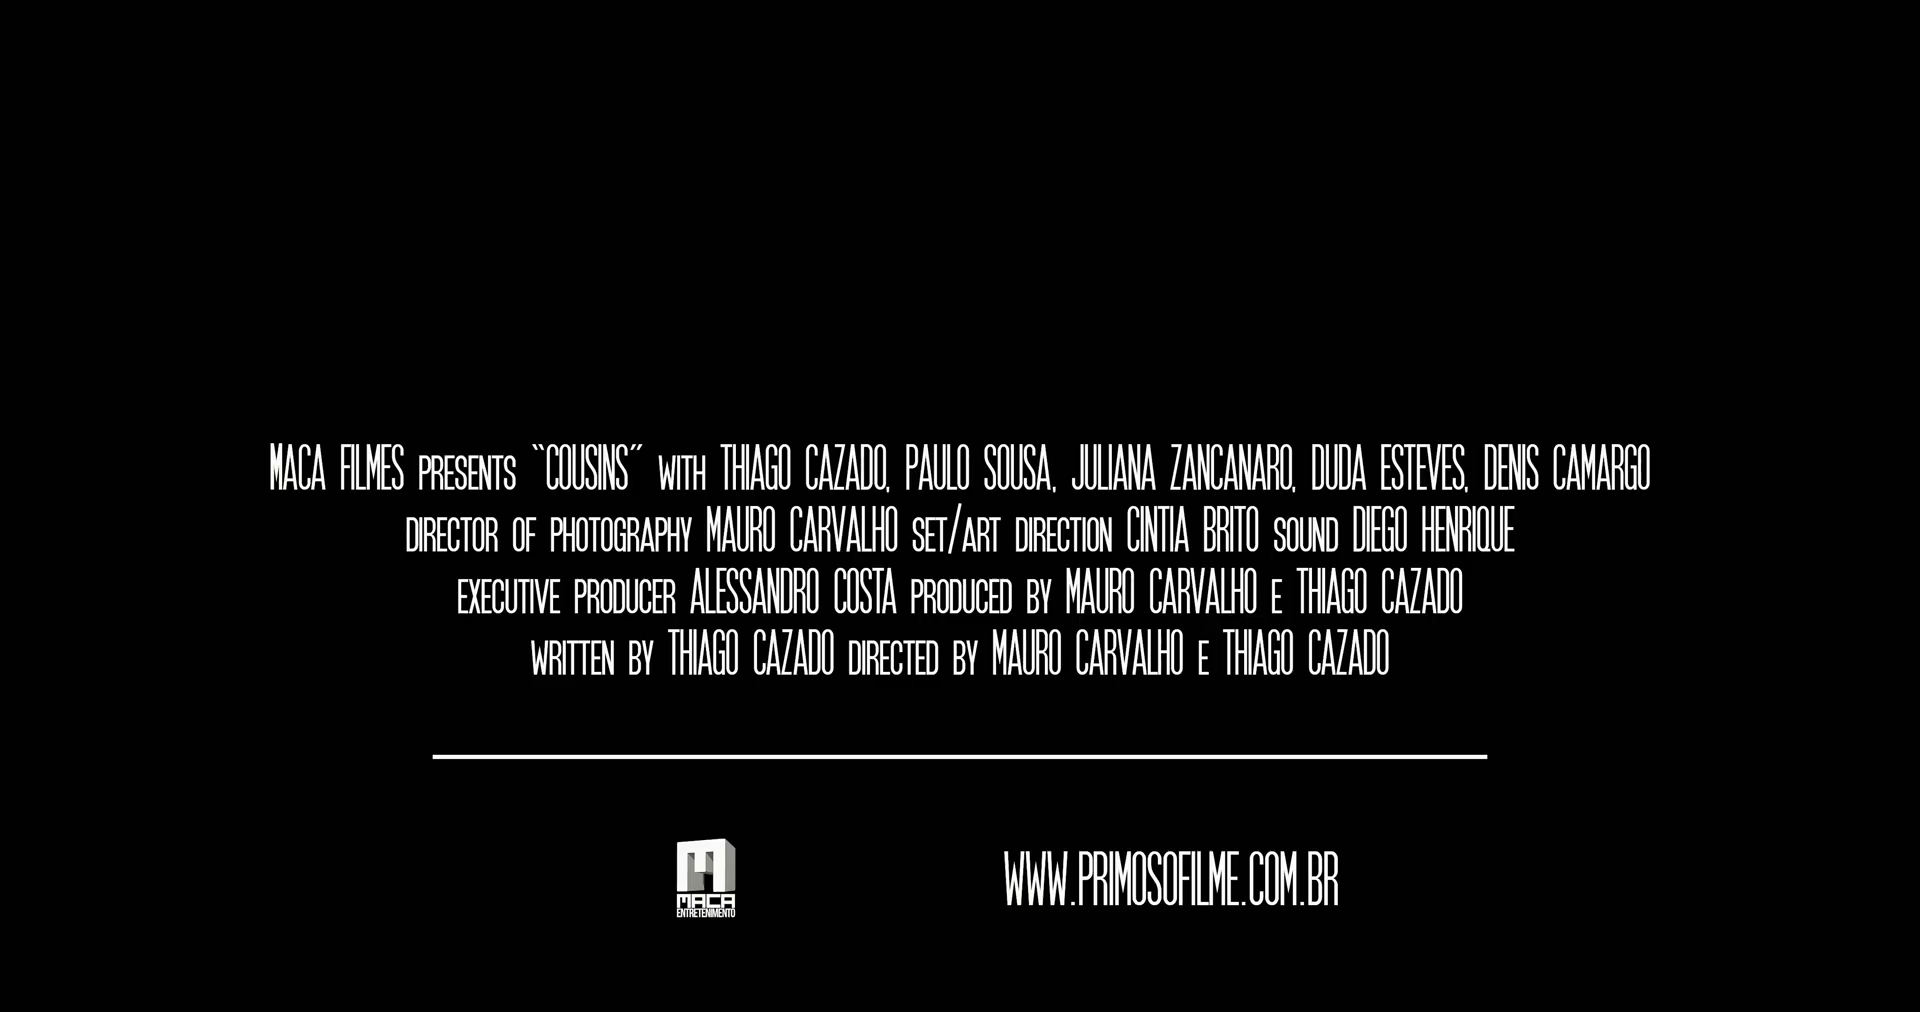 MACA FILMES PRESENTS “COUSINS” WITH THIAGO CAZADO, PAULO SOUSA, JULIANA ZANCANARO, DUDA ESTEVES, DENIS CAMARGO
DIRECTOR OF PHOTOGRAPHY MAURO CARVALHO SET/ART DIRECTION CINTIA BRITO SOUND DIEGO HENRIQUE
EXECUTIVE PRODUCER ALESSANDRO COSTA PRODUCED BY MAURO CARVALHO E THIAGO CAZADO
WRITTEN BY THIAGO CAZADO DIRECTED BY MAURO CARVALHO E THIAGO CAZADO
MACA
ENTRETENIMENTO
WWW.PRIMOSOFILME.COM.BR